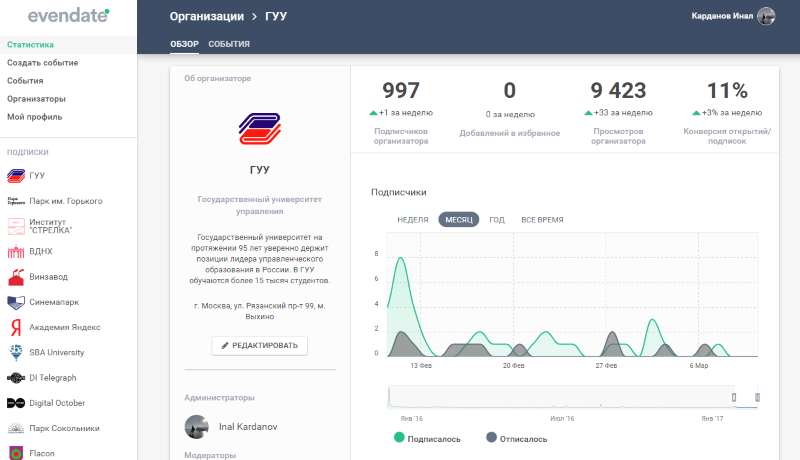 evendate
Статистика
Создать событие
События
Организаторы
Мой профиль
ПОДПИСКИ
ГУУ
Парк им. Горького
Институт
"СТРЕЛКА"
ВДНХ
Винзавод
Синемапарк
Академия Яндекс
SBA University
DI Telegraph
Digital October
Парк Сокольники
Flacon
Организации > ГУУ
Карданов Инал
ОБЗОР СОБЫТИЯ
Об организаторе
ГУУ
Государственный университет
управления
Государственный университет на
протяжении 95 лет уверенно держит
позиции лидера управленческого
образования в России. В ГУУ
обучаются более 15 тысяч студентов.
г. Москва, ул. Рязанский пр-т 99, м.
Выхино
РЕДАКТИРОВАТЬ
Администраторы
Inal Kardanov
Модераторы
997
+1 за неделю
Подписчиков
организатора
0
0 за неделю
Добавлений в избранное
9 423
+33 за неделю
Просмотров
организатора
11%
+3% за неделю
Конверсия открытий/
подписок
Подписчики
НЕДЕЛЯ МЕСЯЦ ГОД ВСЕ ВРЕМЯ
8
6
4
2
0
13 Фев 20 Фев 27 Фев 6 Мар
Янв '16 Июл '16 Янв '17
Подписалось Отписалось